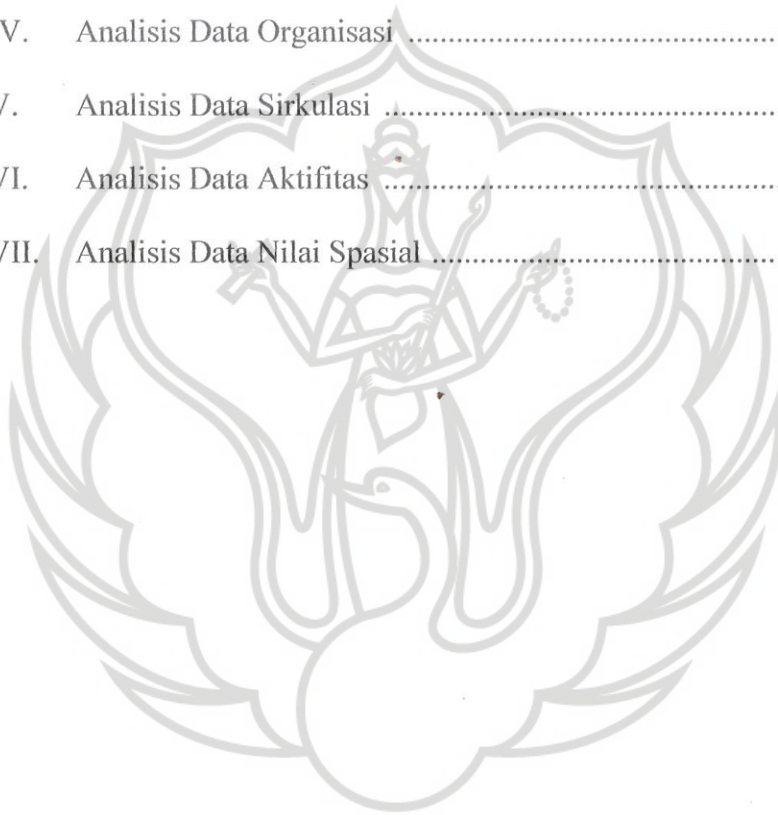 V. Analisis Data Organisasi ................................................
V. Analisis Data Sirkulasi ...................................................
VI. Analisis Data Aktifitas ...................................................
VII. Analisis Data Nilai Spasial .............................................